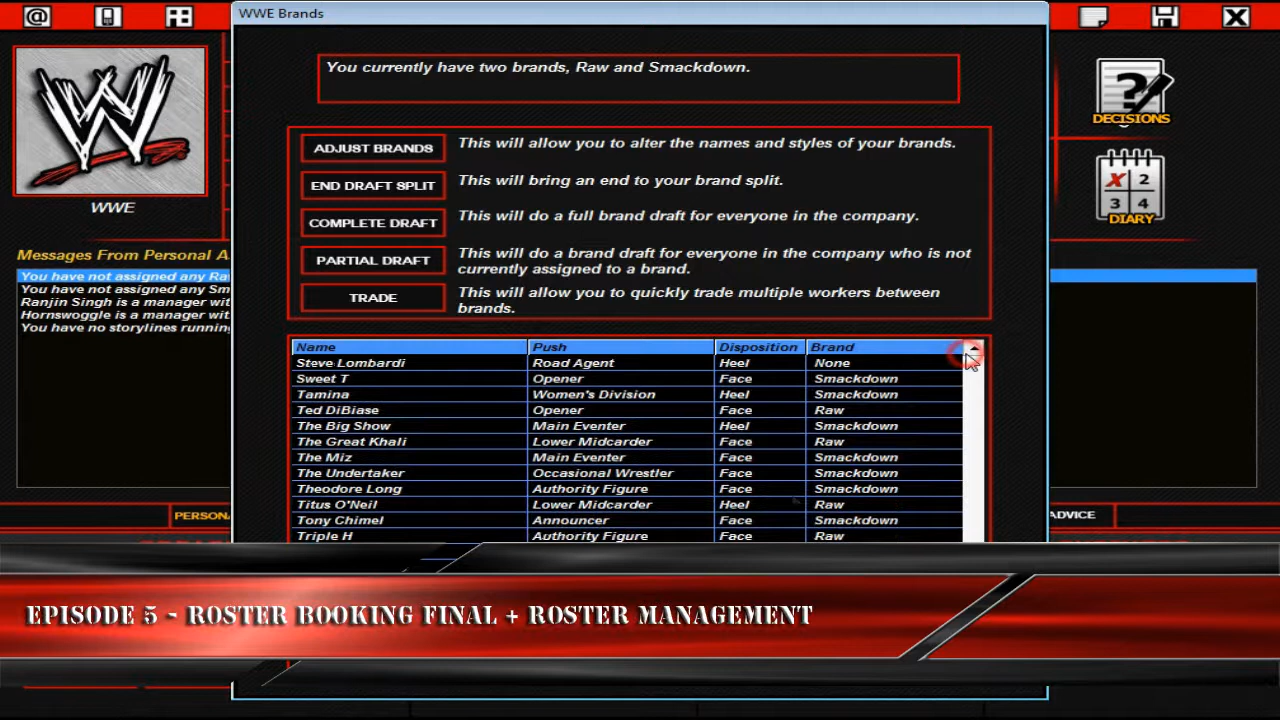 WWE Brands
You currently have two brands, Raw and Smackdown.
DECISIONS
ADJUST BRANDS This will allow you to alter the names and styles of your brands.
END DRAFT SPLIT This will bring an end to your brand split.
COMPLETE DRAFT This will do a full brand draft for everyone in the company.
PARTIAL DRAFT This will do a brand draft for everyone in the company who is not
currently assigned to a brand.
TRADE This will allow you to quickly trade multiple workers between
brands.
X 2
3 4
DIARY
WWE
Messages From Personal A
You have not assigned any Ra
You have not assigned any Sm
Ranjin Singh is a manager wit
Hornswoggle is a manager wit
You have no storylines runnin
Name Push Disposition Brand
Steve Lombardi Road Agent Heel None
Sweet T Opener Face Smackdown
Tamina Women's Division Heel Smackdown
Ted DiBiase Opener Face Raw
The Big Show Main Eventer Heel Smackdown
The Great Khali Lower Midcarder Face Raw
The Miz Main Eventer Face Smackdown
The Undertaker Occasional Wrestler Face Smackdown
Theodore Long Authority Figure Face Smackdown
Titus O'Neil Lower Midcarder Heel Raw
Tony Chimel Announcer Face Smackdown
Triple H Authority Figure Face Raw
PERSONA
ADVICE
EPISODE 5 - ROSTER BOOKING FINAL + ROSTER MANAGEMENT